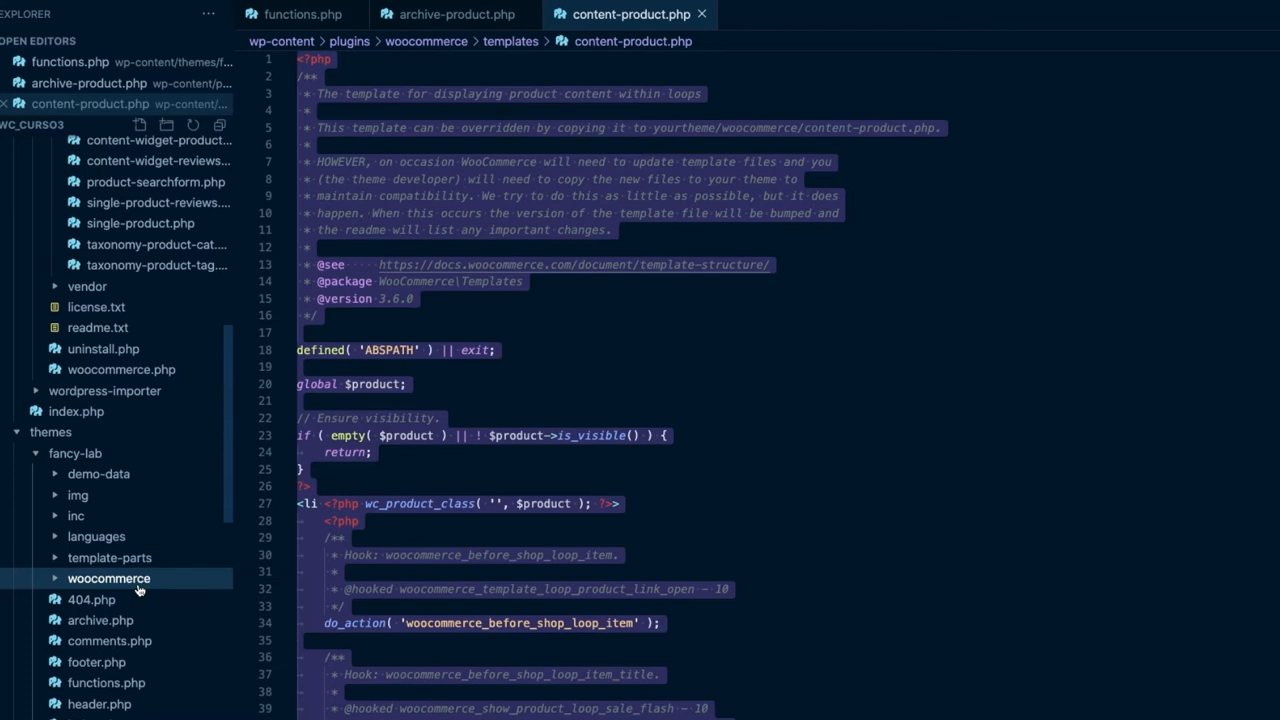 EXPLORER
OPEN EDITORS
functions.php wp-content/themes/f...
archive-product.php wp-content/p...
content-product.php wp-content/...
WC_CURSO3
content-widget-product...
content-widget-reviews...
product-searchform.php
single-product-reviews....
single-product.php
taxonomy-product-cat....
taxonomy-product-tag....
vendor
license.txt
readme.txt
uninstall.php
woocommerce.php
wordpress-importer
index.php
themes
fancy-lab
demo-data
img
inc
languages
template-parts
woocommerce
404.php
archive.php
comments.php
footer.php
functions.php
header.php
functions.php archive-product.php content-product.php
wp-content › plugins › woocommerce › templates › content-product.php
1 <?php
2 /**
3  * The template for displaying product content within loops
4  *
5  * This template can be overridden by copying it to yourtheme/woocommerce/content-product.php.
6  *
7  * HOWEVER, on occasion WooCommerce will need to update template files and you
8  * (the theme developer) will need to copy the new files to your theme to
9  * maintain compatibility. We try to do this as little as possible, but it does
10  * happen. When this occurs the version of the template file will be bumped and
11  * the readme will list any important changes.
12  *
13  * @see     https://docs.woocommerce.com/document/template-structure/
14  * @package WooCommerce\Templates
15  * @version 3.6.0
16  */
17
18 defined( 'ABSPATH' ) || exit;
19
20 global $product;
21
22 // Ensure visibility.
23 if ( empty( $product ) || ! $product->is_visible() ) {
24 return;
25 }
26 ?>
27 <li <?php wc_product_class( '', $product ); ?>>
28 <?php
29 /**
30  * Hook: woocommerce_before_shop_loop_item.
31  *
32  * @hooked woocommerce_template_loop_product_link_open - 10
33  */
34 do_action( 'woocommerce_before_shop_loop_item' );
35
36 /**
37  * Hook: woocommerce_before_shop_loop_item_title.
38  *
39  * @hooked woocommerce_show_product_loop_sale_flash - 10